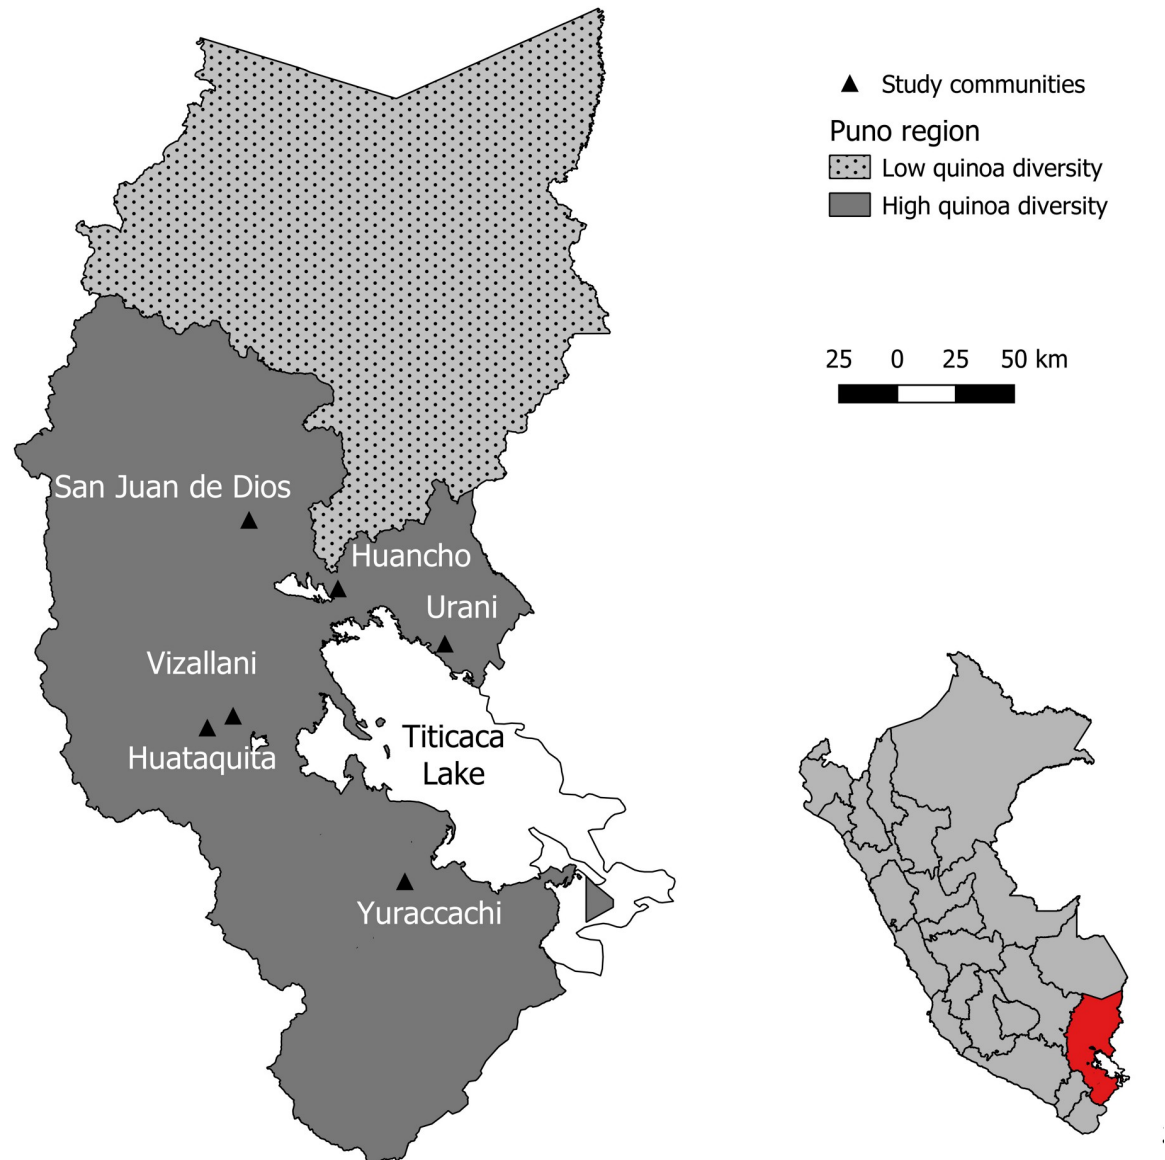 Study communities
Puno region
Low quinoa diversity
High quinoa diversity
25 0 25 50 km
San Juan de Dios
Huancho
Urani
Vizallani
Titicaca
Lake
Huataquita
Yuraccachi